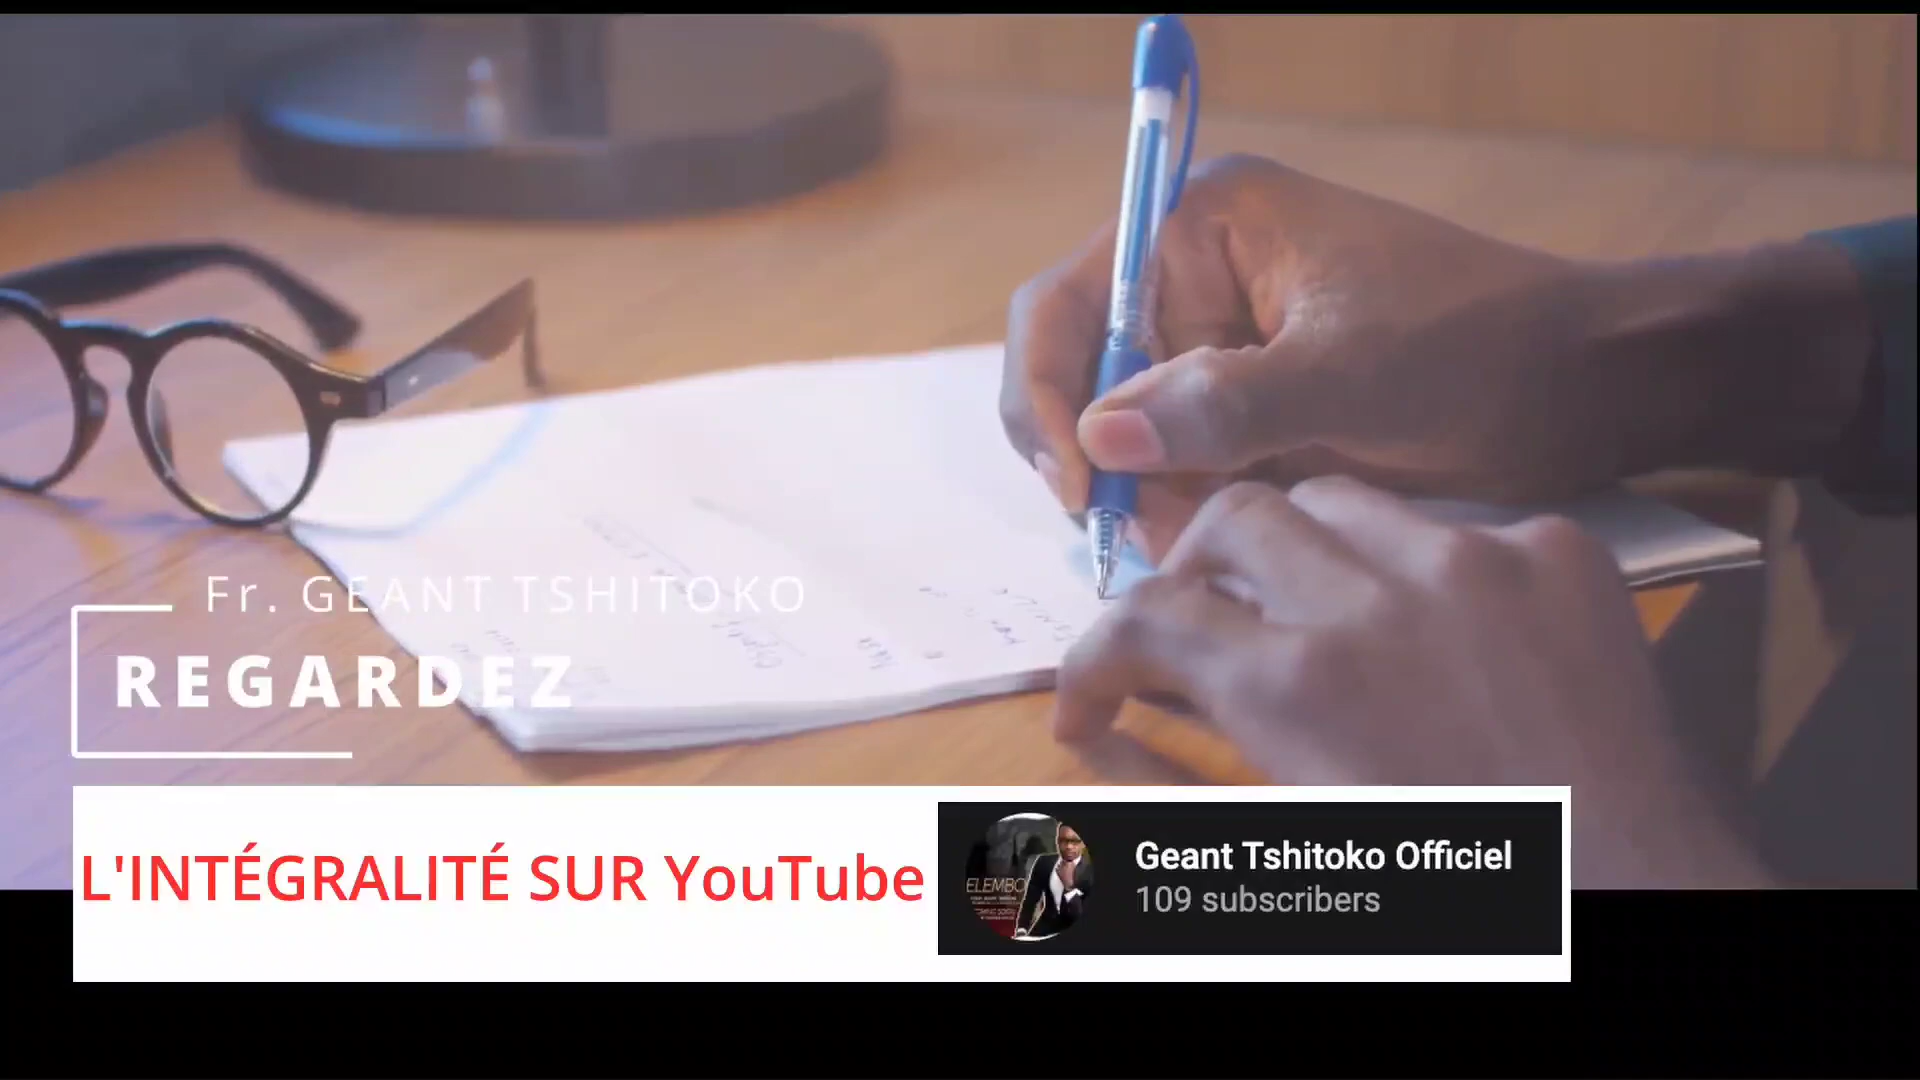 Fr. GEANT TSHITOKO
REGARDEZ
L'INTÉGRALITÉ SUR YouTube
Geant Tshitoko Officiel
109 subscribers
ELEMBO